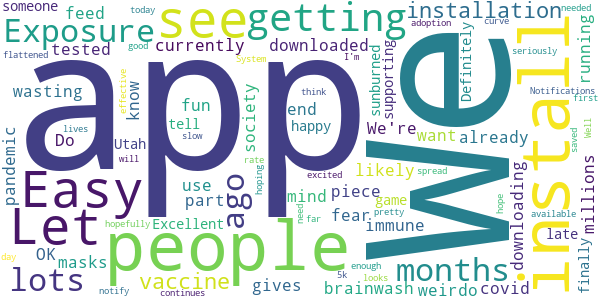 someone
feed
see
getting
installation
needed
today
adoption
curve
Exposure
tested
currently
downloaded
supporting
Definitely
seriously
running
flattened
good
I'm
System
sunburned
app
We
install
wasting
effective
know
fun
think
end
happy
We're
want
already
Notifications
first
Do
Utah
tell
society
lives
will
slow
pandemic
Easy
ago
use
part
rate
excited
mind
likely
piece
game
spread
downloading
Millions
saved
Let
Excellent
hoping
need
far
fear
immune
pretty
hope
available
late
millions
hopefully
people
OK
masks
lots
vaccine
gives
months
looks
enough
finally
day
notify
continues
5k
brainwash
weirdo
covid